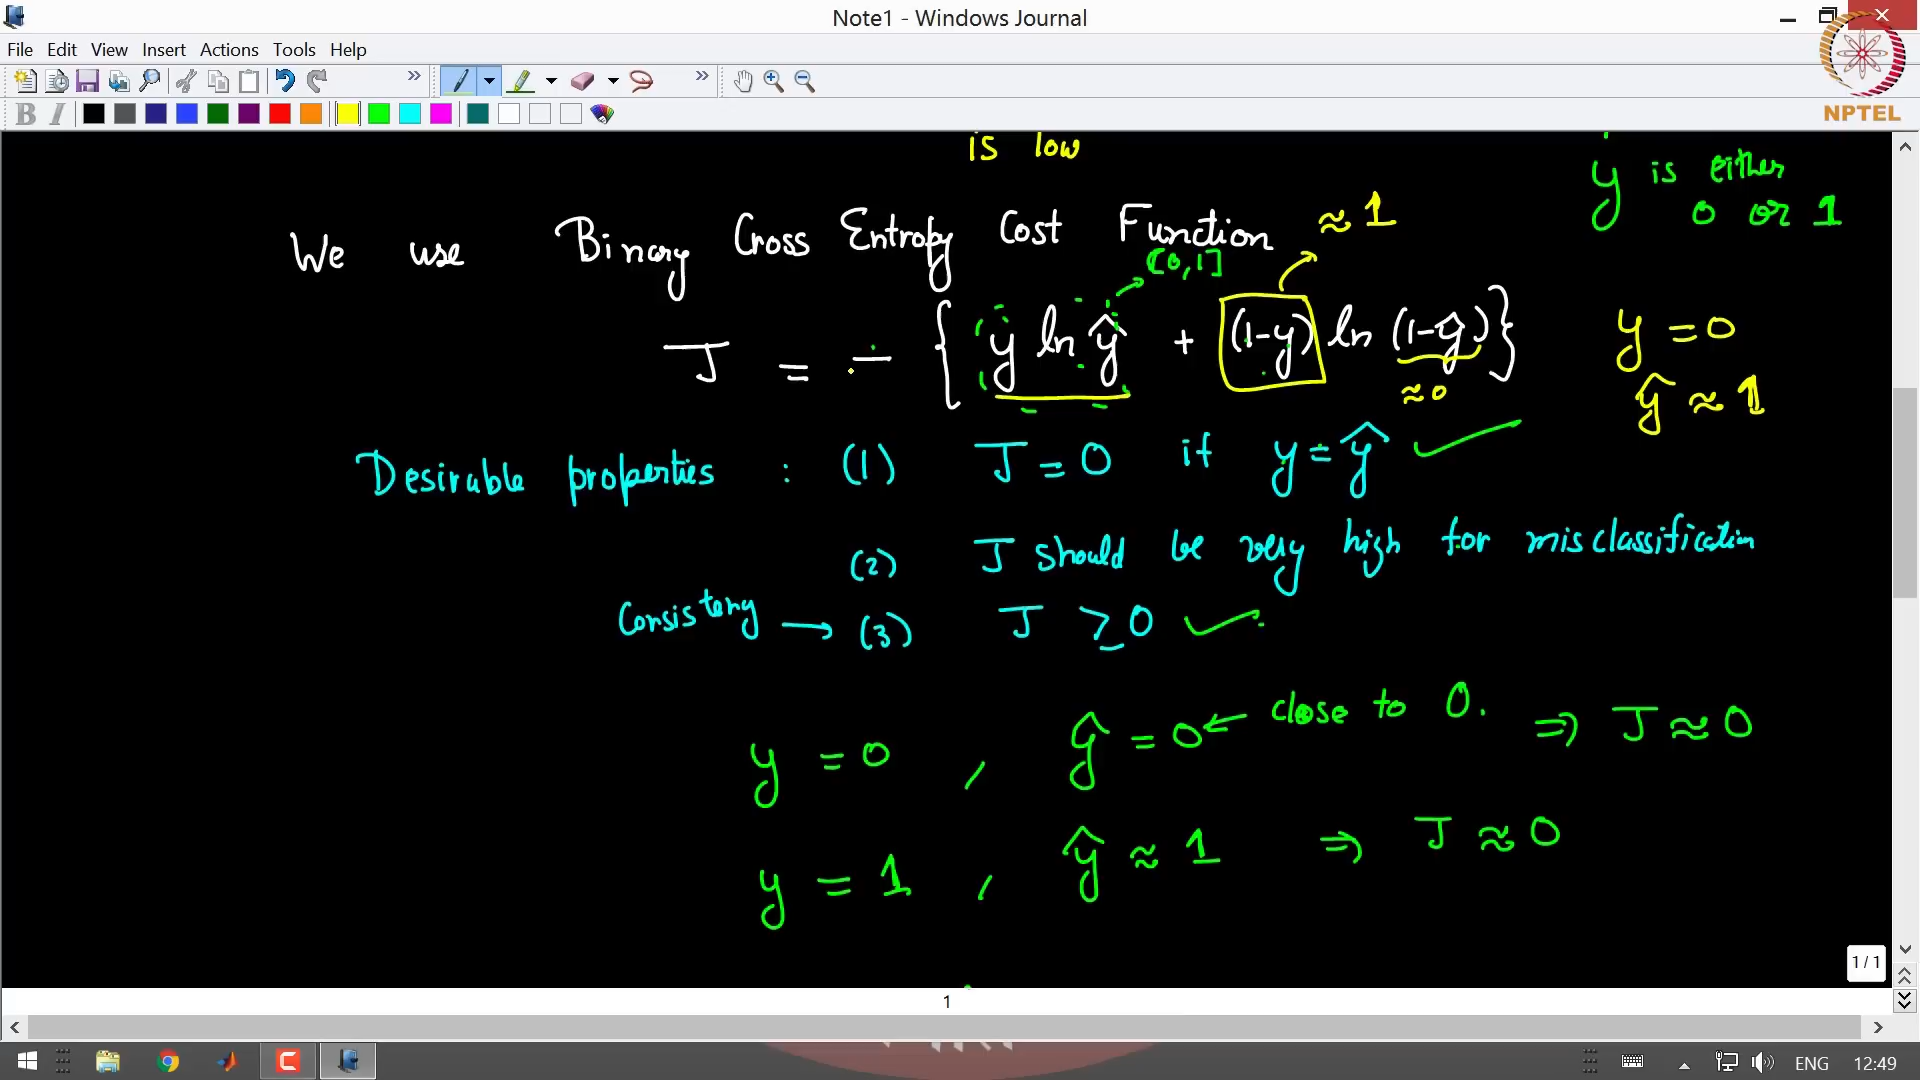 Note1 - Windows Journal
File Edit View Insert Actions Tools Help
B I
NPTEL
is low
y is either
0 or 1
We use Binary Cross Entropy Cost Function
≈ 1
[0,1]
J = - { y ln ŷ + (1-y) ln (1-ŷ) }
≈ 0
y = 0
ŷ ≈ 1
Desirable properties : (1) J = 0 if y = ŷ
(2) J should be very high for misclassification
Consistency → (3) J ≥ 0
y = 0 , ŷ = 0 ← close to 0. ⇒ J ≈ 0
y = 1 , ŷ ≈ 1 ⇒ J ≈ 0
1 / 1
1
ENG 12:49